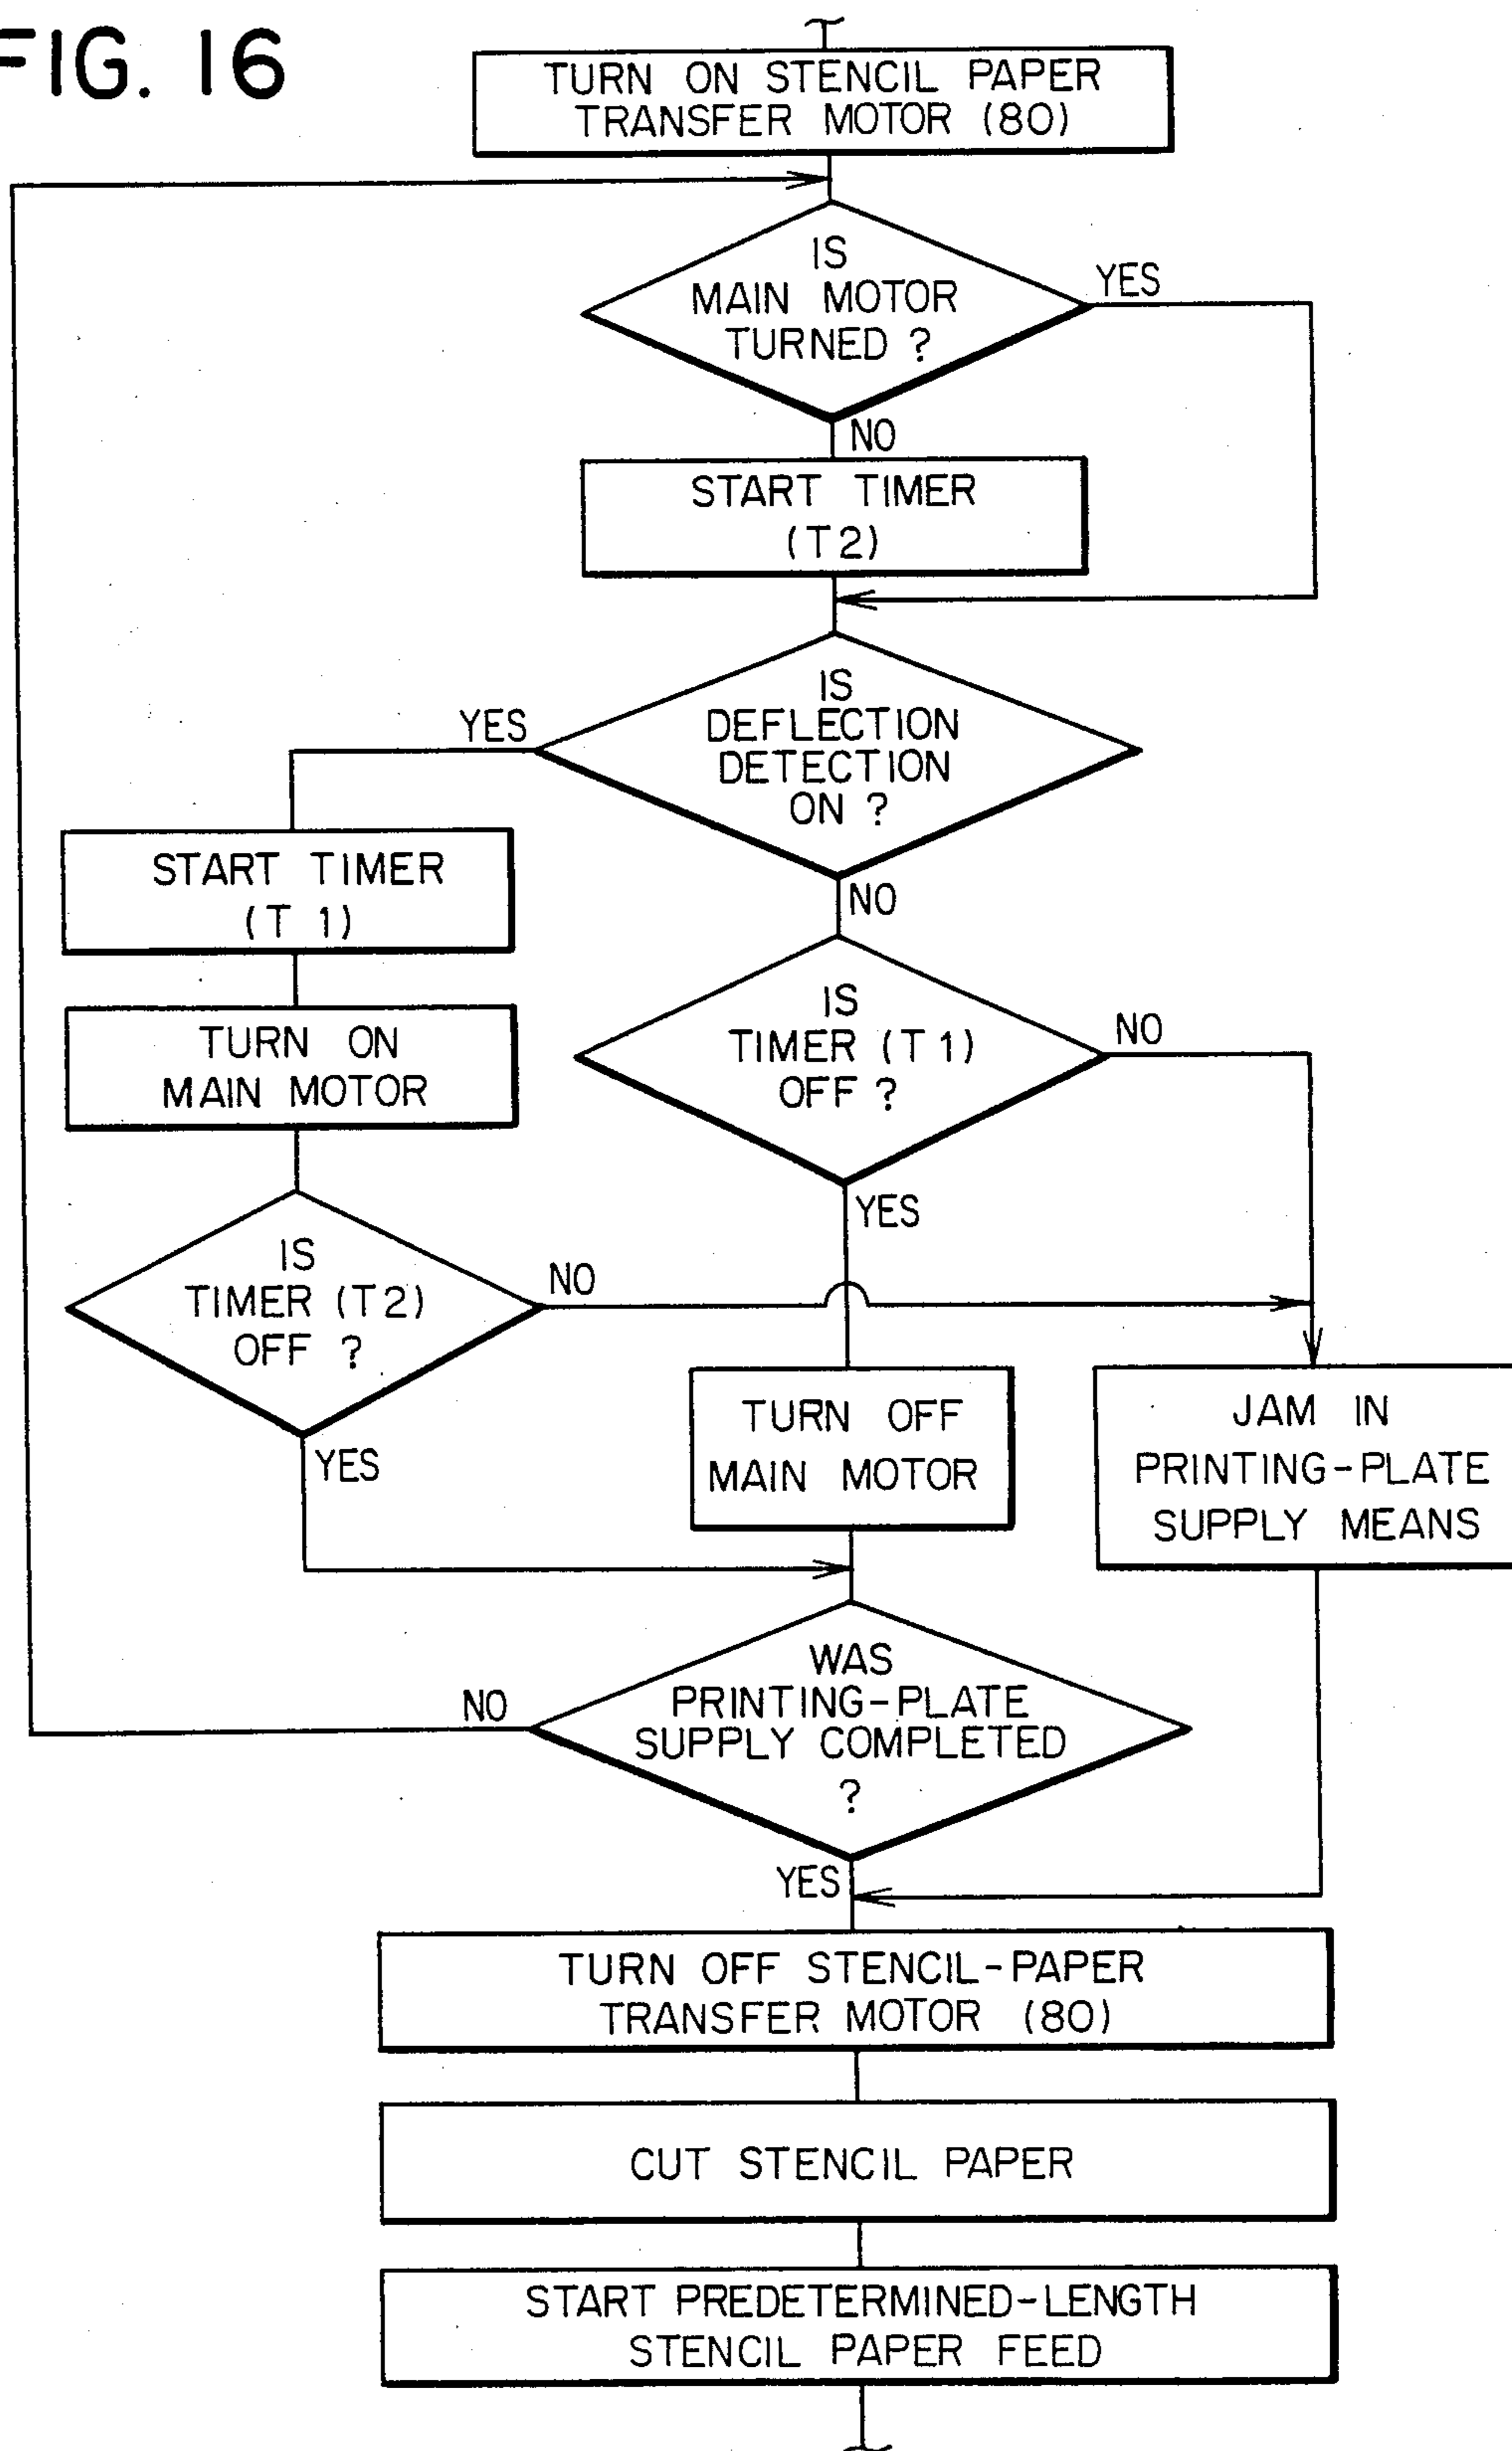 FIG. 16
TURN ON STENCIL PAPER
TRANSFER MOTOR (80)
IS
MAIN MOTOR
TURNED ?
YES
NO
START TIMER
(T2)
IS
DEFLECTION
DETECTION
ON ?
YES
NO
START TIMER
(T 1)
TURN ON
MAIN MOTOR
IS
TIMER (T 1)
OFF ?
NO
YES
IS
TIMER (T2)
OFF ?
NO
YES
TURN OFF
MAIN MOTOR
JAM IN
PRINTING-PLATE
SUPPLY MEANS
WAS
PRINTING-PLATE
SUPPLY COMPLETED
?
NO
YES
TURN OFF STENCIL-PAPER
TRANSFER MOTOR (80)
CUT STENCIL PAPER
START PREDETERMINED-LENGTH
STENCIL PAPER FEED